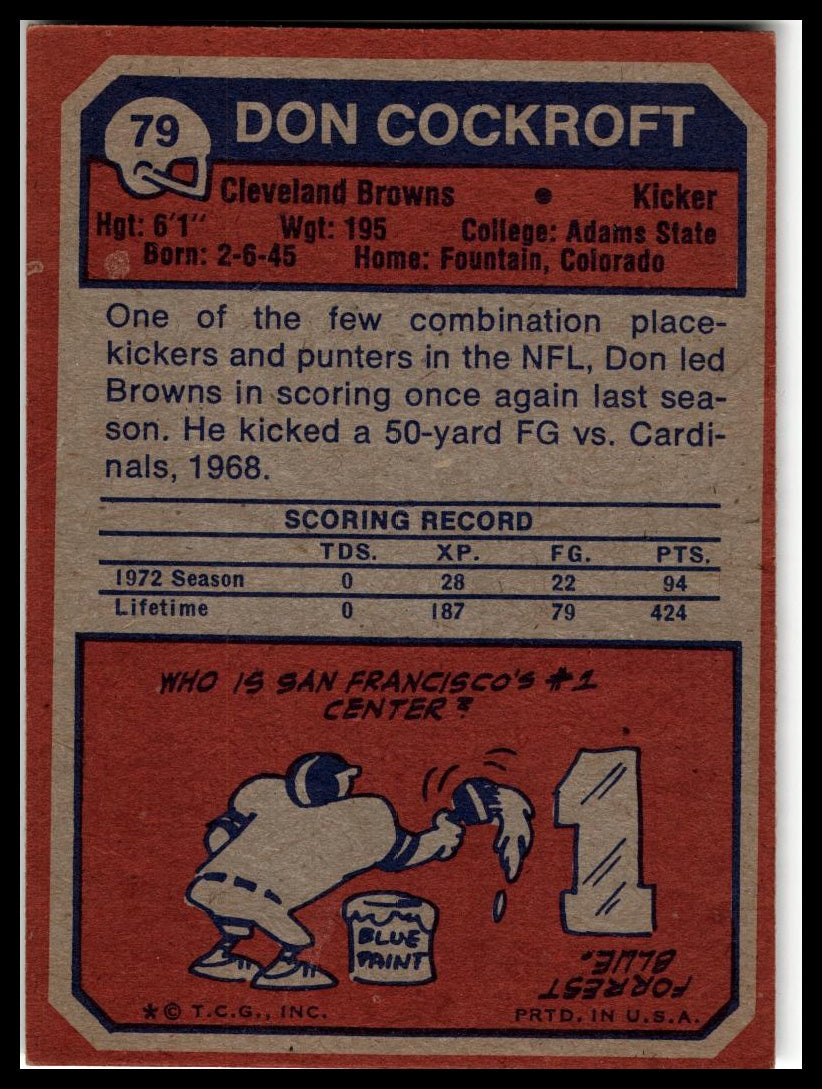 79
DON COCKROFT
Cleveland Browns • Kicker
Hgt: 6'1" Wgt: 195 College: Adams State
Born: 2-6-45 Home: Fountain, Colorado
One of the few combination place-
kickers and punters in the NFL, Don led
Browns in scoring once again last sea-
son. He kicked a 50-yard FG vs. Cardi-
nals, 1968.
SCORING RECORD
TDS. XP. FG. PTS.
1972 Season 0 28 22 94
Lifetime 0 187 79 424
WHO IS SAN FRANCISCO'S #1
CENTER?
1
BLUE
PAINT
FORREST
BLUE.
*© T.C.G., INC. PRTD. IN U.S.A.